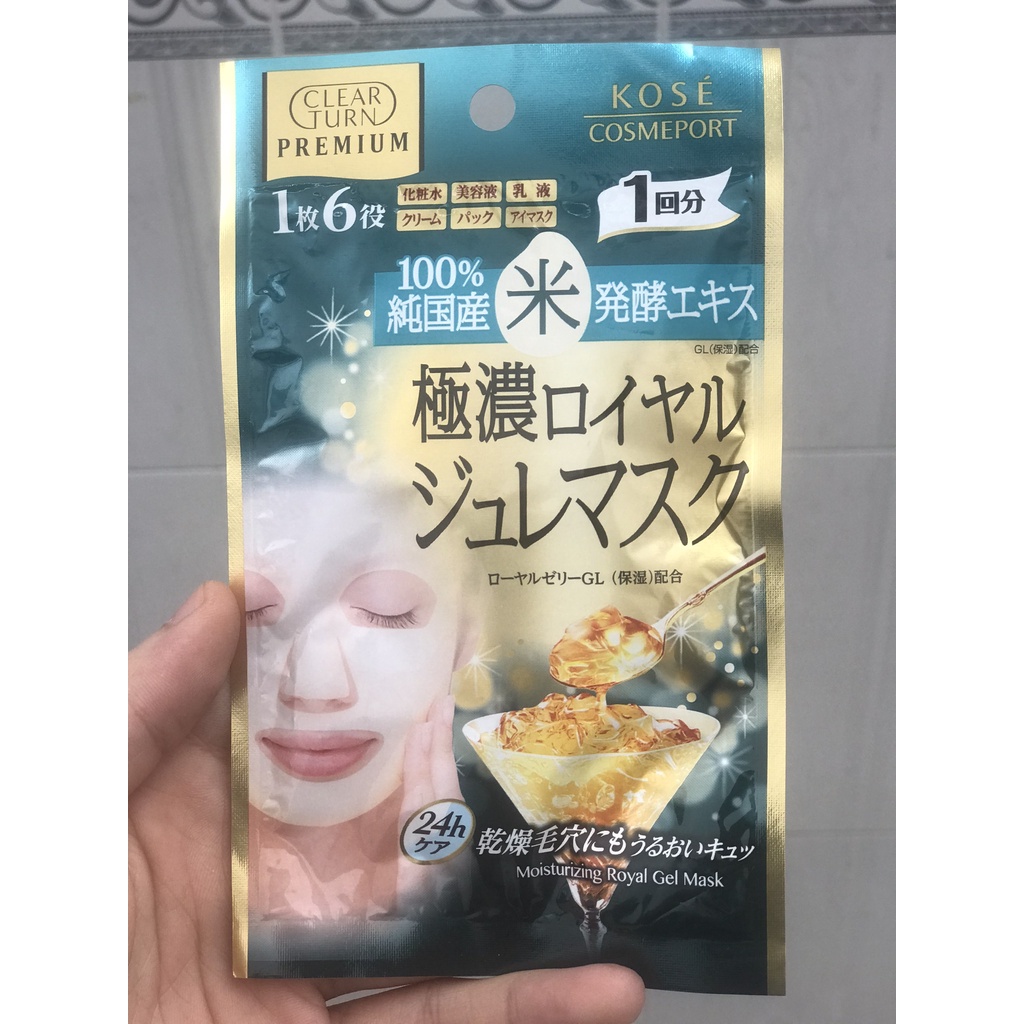 CLEAR
TURN
PREMIUM
KOSÉ
COSMEPORT
1枚6役
化粧水 美容液 乳液
クリーム パック アイマスク
1回分
100%
純国産 米 発酵エキス
GL(保湿)配合
極濃ロイヤル
ジュレマスク
ローヤルゼリーGL(保湿)配合
24h
ケア
乾燥毛穴にもうるおいキュッ
Moisturizing Royal Gel Mask